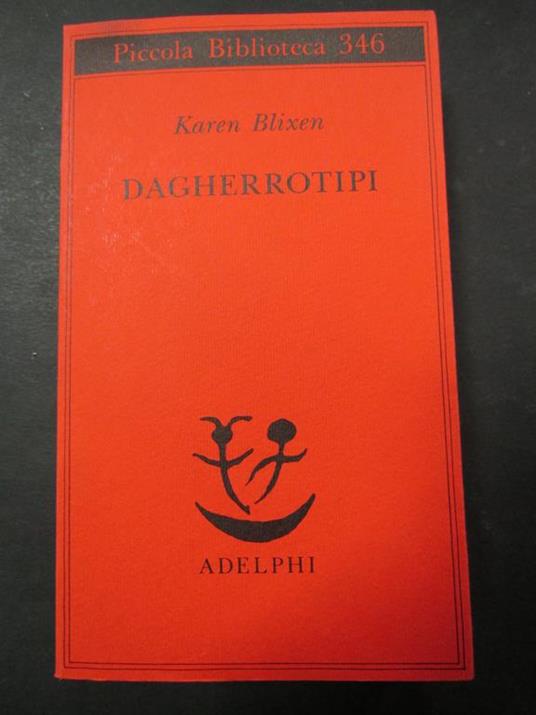 Piccola Biblioteca 346
Karen Blixen
DAGHERROTIPI
ADELPHI